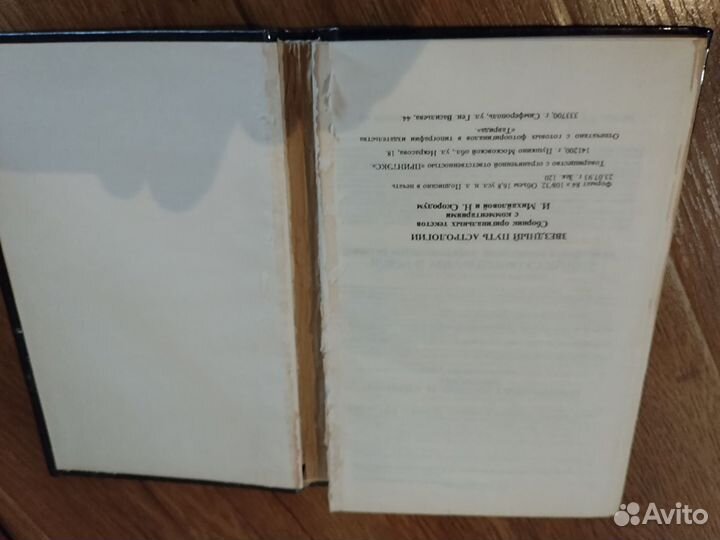 ЗВЕЗДНЫЙ ПУТЬ АСТРОЛОГИИ
Сборник оригинальных текстов
с комментариями
И. Михайловой и Н. Скородум
Формат 84 х 108/32. Объем 16,8 усл. п. л. Подписано в печать
23.07.93 г. Зак. 120
Товарищество с ограниченной ответственностью «ПРИНТЭКС»
141200, г. Пушкино Московской обл., ул. Некрасова, 18.
Отпечатано с готовых фотооригиналов в типографии издательства
«Таврида»
333700, г. Симферополь, ул. Ген. Васильева, 44.
Avito